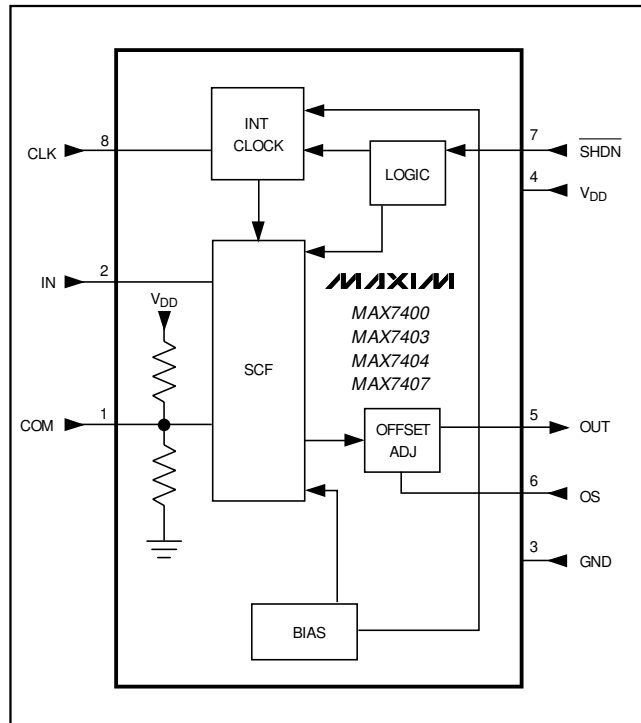 INT
CLOCK
8
CLK
7
SHDN
LOGIC
4
VDD
2
IN
MAXIM
VDD
MAX7400
MAX7403
MAX7404
MAX7407
SCF
1
COM
5
OUT
OFFSET
ADJ
6
OS
3
GND
BIAS